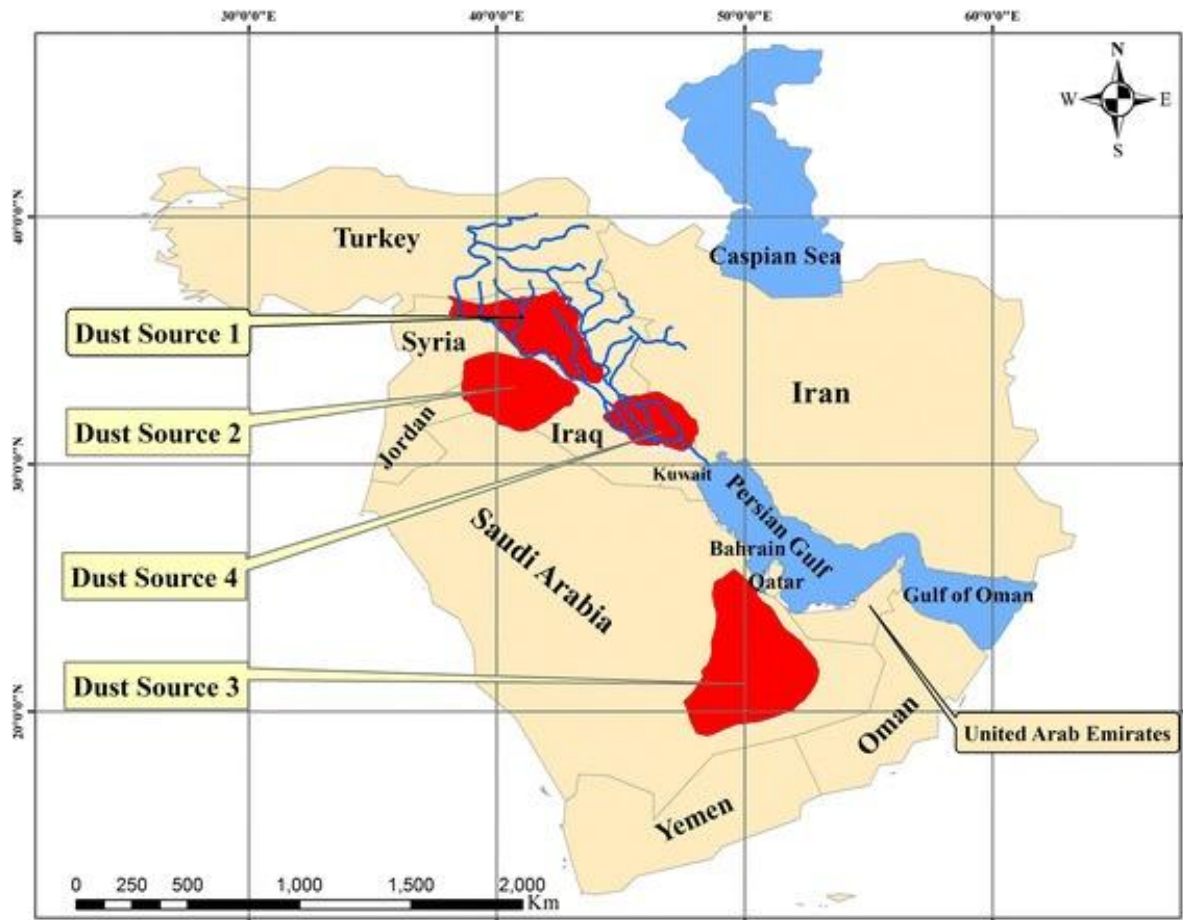 30°0'0"E
40°0'0"E
50°0'0"E
60°0'0"E
N
W
E
S
40°0'0"N
Turkey
Caspian Sea
Dust Source 1
Syria
Iran
Dust Source 2
Jordan
Iraq
30°0'0"N
Kuwait
Persian Gulf
Saudi Arabia
Bahrain
Dust Source 4
Qatar
Gulf of Oman
Dust Source 3
20°0'0"N
Oman
United Arab Emirates
Yemen
0 250 500 1,000 1,500 2,000
Km